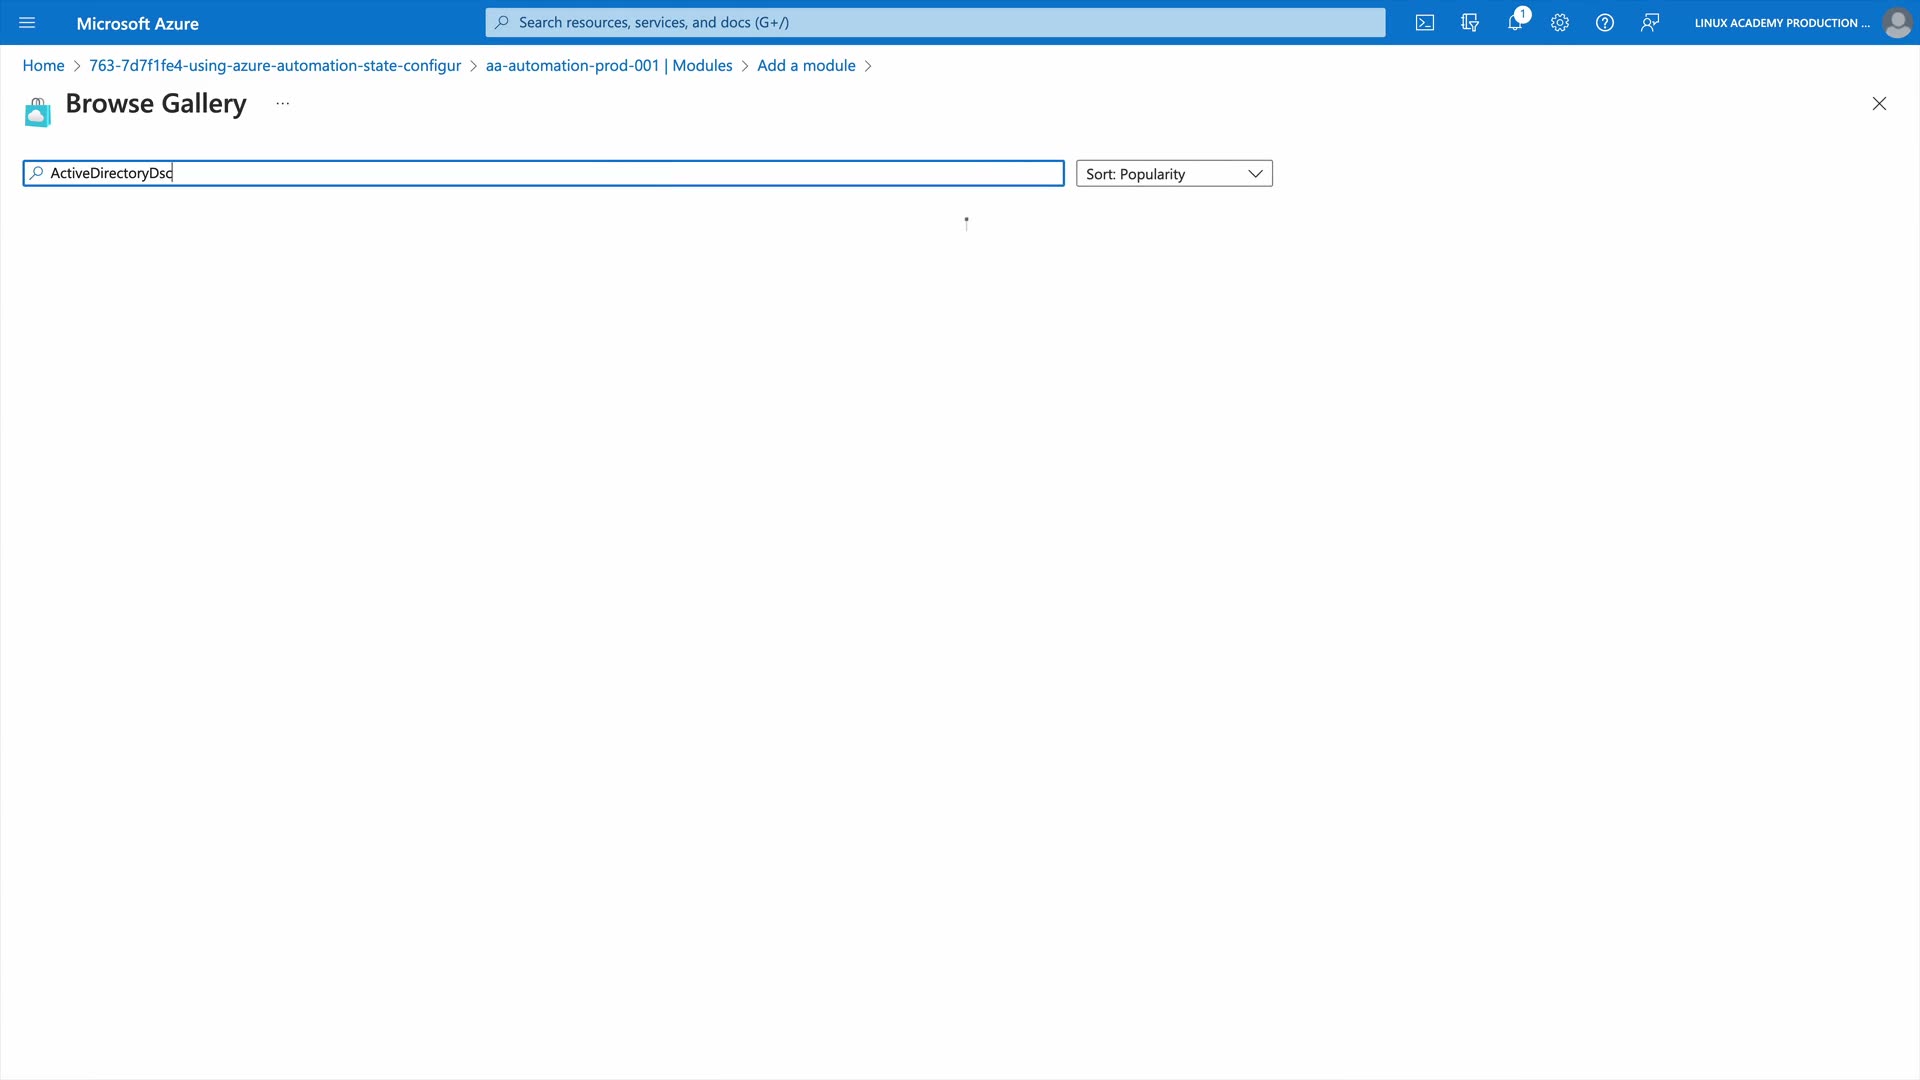 Microsoft Azure
Search resources, services, and docs (G+/)
1
LINUX ACADEMY PRODUCTION ...
Home > 763-7d7f1fe4-using-azure-automation-state-configur > aa-automation-prod-001 | Modules > Add a module >
Browse Gallery ...
ActiveDirectoryDsc
Sort: Popularity